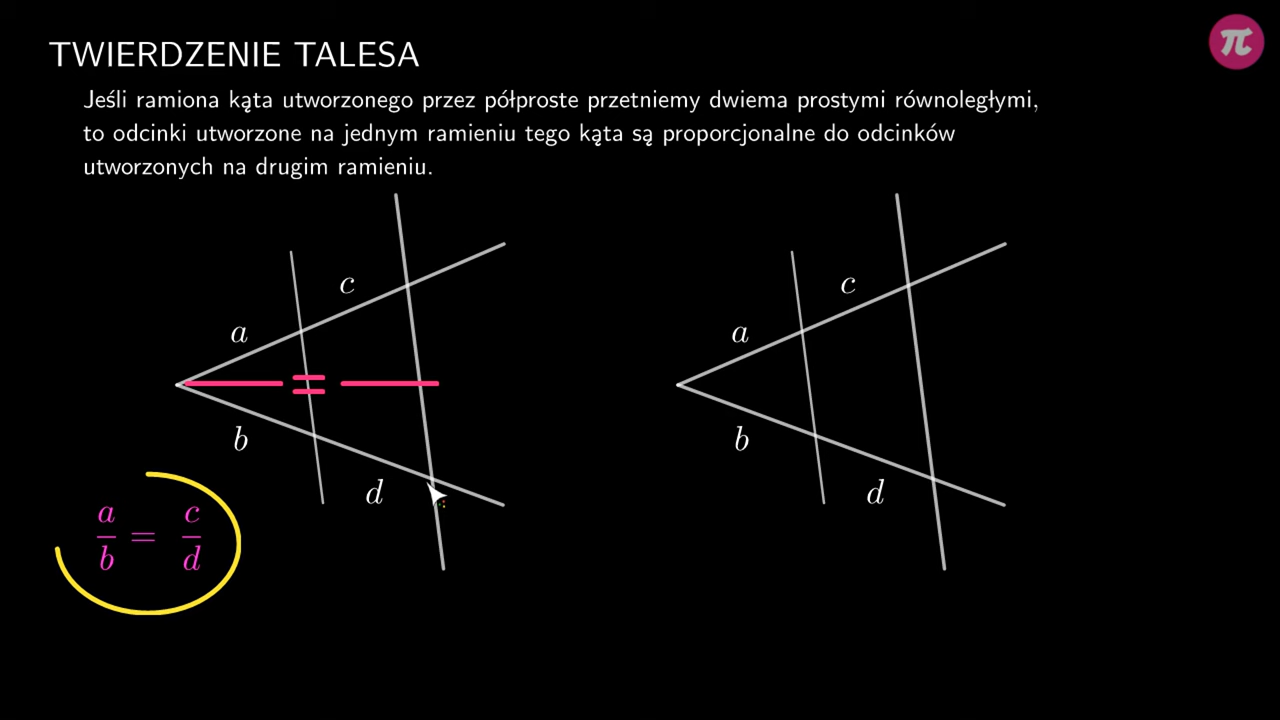 TWIERDZENIE TALESA
π
Jeśli ramiona kąta utworzonego przez półproste przetniemy dwiema prostymi równoległymi,
to odcinki utworzone na jednym ramieniu tego kąta są proporcjonalne do odcinków
utworzonych na drugim ramieniu.
c c
a a
=
b b
d d
a/b = c/d